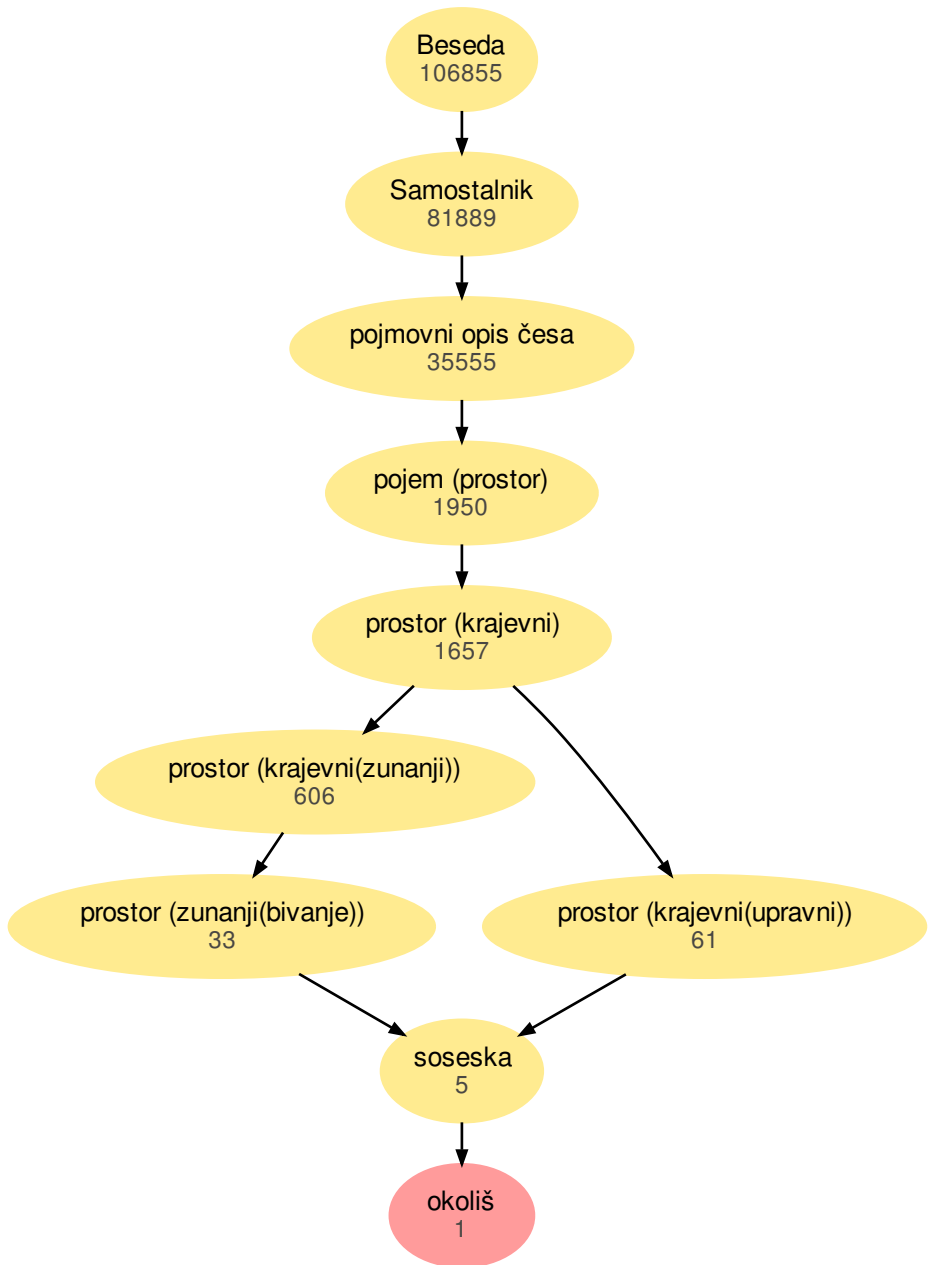 Beseda
106855
Samostalnik
81889
pojmovni opis česa
35555
pojem (prostor)
1950
prostor (krajevni)
1657
prostor (krajevni(zunanji))
606
prostor (zunanji(bivanje))
33
prostor (krajevni(upravni))
61
soseska
5
okoliš
1